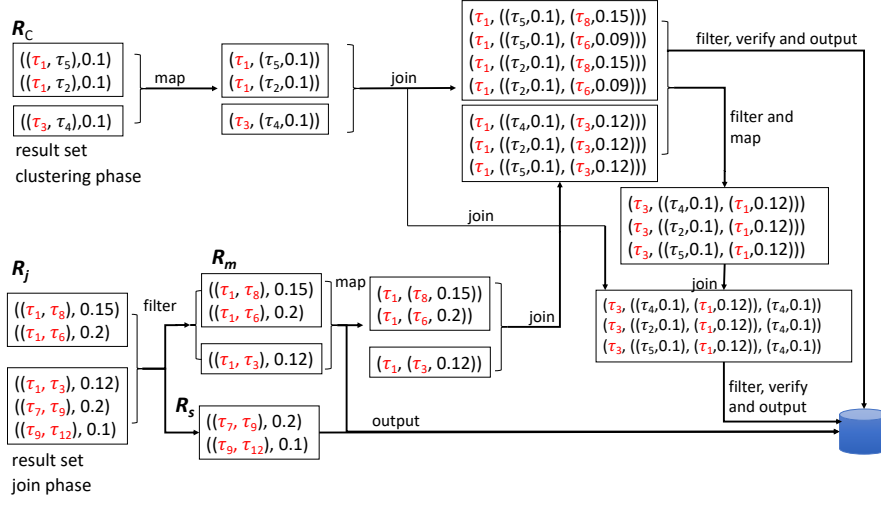 R_C
((τ1, τ5),0.1)
((τ1, τ2),0.1)
((τ3, τ4),0.1)
result set
clustering phase
map
(τ1, (τ5,0.1))
(τ1, (τ2,0.1))
(τ3, (τ4,0.1))
join
(τ1, ((τ5,0.1), (τ8,0.15)))
(τ1, ((τ5,0.1), (τ6,0.09)))
(τ1, ((τ2,0.1), (τ8,0.15)))
(τ1, ((τ2,0.1), (τ6,0.09)))
(τ1, ((τ4,0.1), (τ3,0.12)))
(τ1, ((τ2,0.1), (τ3,0.12)))
(τ1, ((τ5,0.1), (τ3,0.12)))
filter, verify and output
filter and
map
join
(τ3, ((τ4,0.1), (τ1,0.12)))
(τ3, ((τ2,0.1), (τ1,0.12)))
(τ3, ((τ5,0.1), (τ1,0.12)))
join
(τ3, ((τ4,0.1), (τ1,0.12)), (τ4,0.1))
(τ3, ((τ2,0.1), (τ1,0.12)), (τ4,0.1))
(τ3, ((τ5,0.1), (τ1,0.12)), (τ4,0.1))
filter, verify
and output
R_j
((τ1, τ8), 0.15)
((τ1, τ6), 0.2)
((τ1, τ3), 0.12)
((τ7, τ9), 0.2)
((τ9, τ12), 0.1)
result set
join phase
filter
R_m
((τ1, τ8), 0.15)
((τ1, τ6), 0.2)
((τ1, τ3), 0.12)
map
(τ1, (τ8, 0.15))
(τ1, (τ6, 0.2))
(τ1, (τ3, 0.12))
join
R_s
((τ7, τ9), 0.2)
((τ9, τ12), 0.1)
output